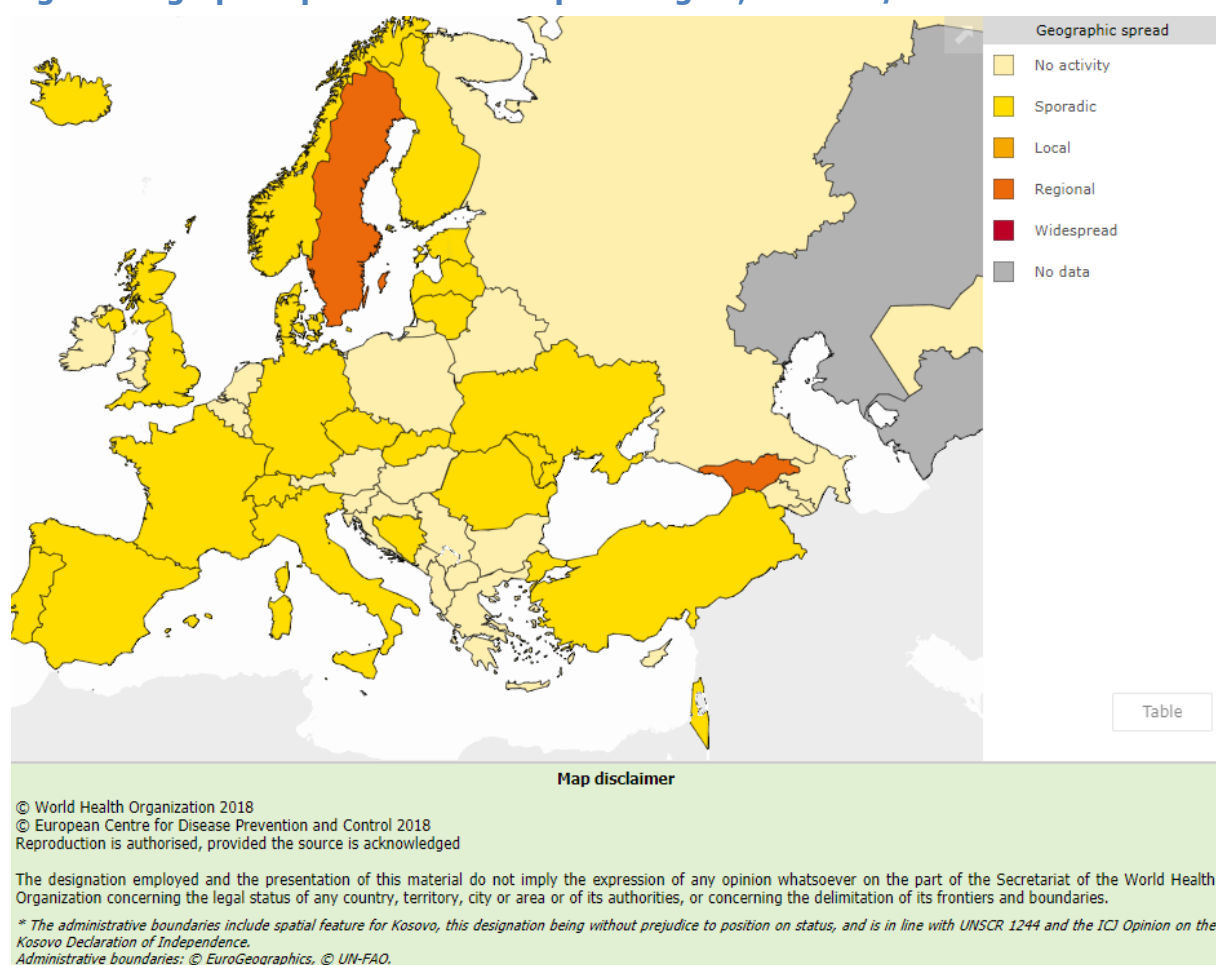 Geographic spread
No activity
Sporadic
Local
Regional
Widespread
No data
Table
Map disclaimer
© World Health Organization 2018
© European Centre for Disease Prevention and Control 2018
Reproduction is authorised, provided the source is acknowledged
The designation employed and the presentation of this material do not imply the expression of any opinion whatsoever on the part of the Secretariat of the World Health
Organization concerning the legal status of any country, territory, city or area or of its authorities, or concerning the delimitation of its frontiers and boundaries.
* The administrative boundaries include spatial feature for Kosovo, this designation being without prejudice to position on status, and is in line with UNSCR 1244 and the ICJ Opinion on the
Kosovo Declaration of Independence.
Administrative boundaries: © EuroGeographics, © UN-FAO.